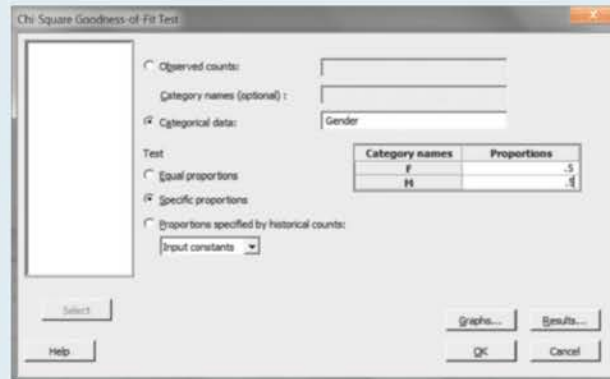 Chi-Square Goodness-of-Fit Test
Observed counts:
Category names (optional) :
Categorical data: Gender
Test
Equal proportions
Specific proportions
Proportions specified by historical counts:
Input constants
Category names Proportions
F .5
M .5
Select
Help
Graphs...
Results...
OK
Cancel